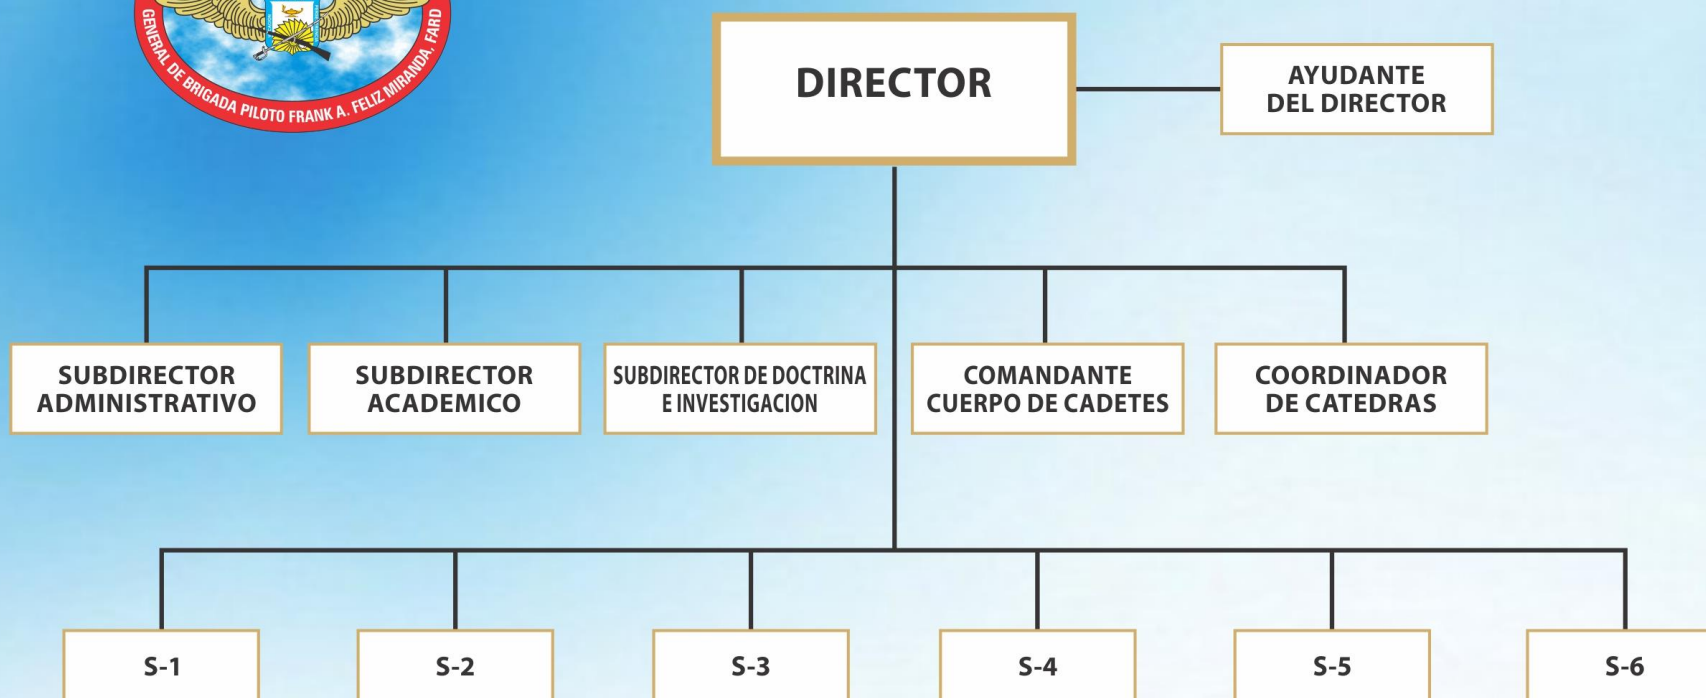 GENERAL DE BRIGADA PILOTO FRANK A. FELIZ MIRANDA, FARD
DIRECTOR
AYUDANTE
DEL DIRECTOR
SUBDIRECTOR
ADMINISTRATIVO
SUBDIRECTOR
ACADEMICO
SUBDIRECTOR DE DOCTRINA
E INVESTIGACION
COMANDANTE
CUERPO DE CADETES
COORDINADOR
DE CATEDRAS
S-1
S-2
S-3
S-4
S-5
S-6